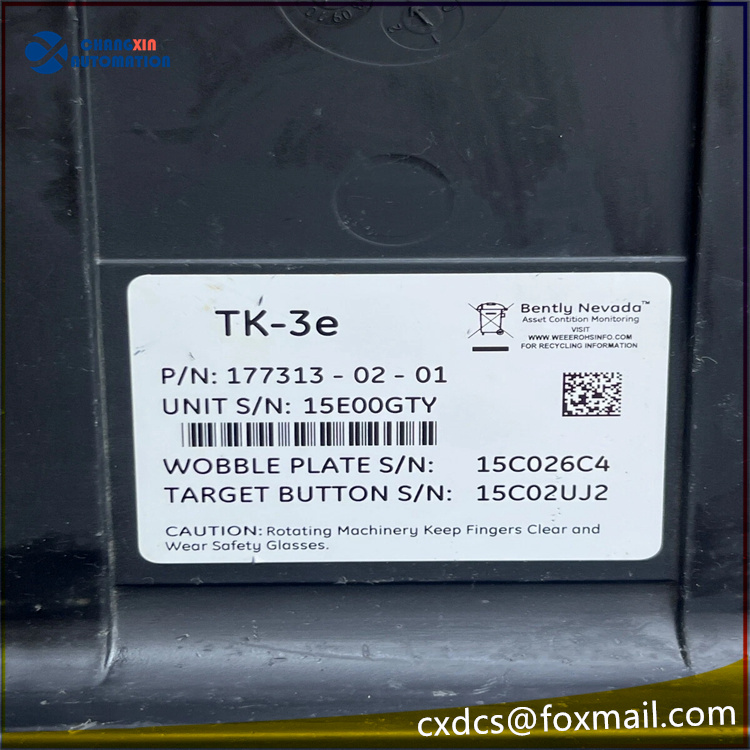 CHUANGXIN
AUTOMATION
TK-3e
Bently Nevada™
Asset Contition Monitoring
VISIT
WWW.WEEEROHSINFO.COM
FOR RECYCLING INFORMATION
P/N: 177313 - 02 - 01
UNIT S/N: 15E00GTY
WOBBLE PLATE S/N: 15C026C4
TARGET BUTTON S/N: 15C02UJ2
CAUTION: Rotating Machinery Keep Fingers Clear and
Wear Safety Glasses.
cxdcs@foxmail.com